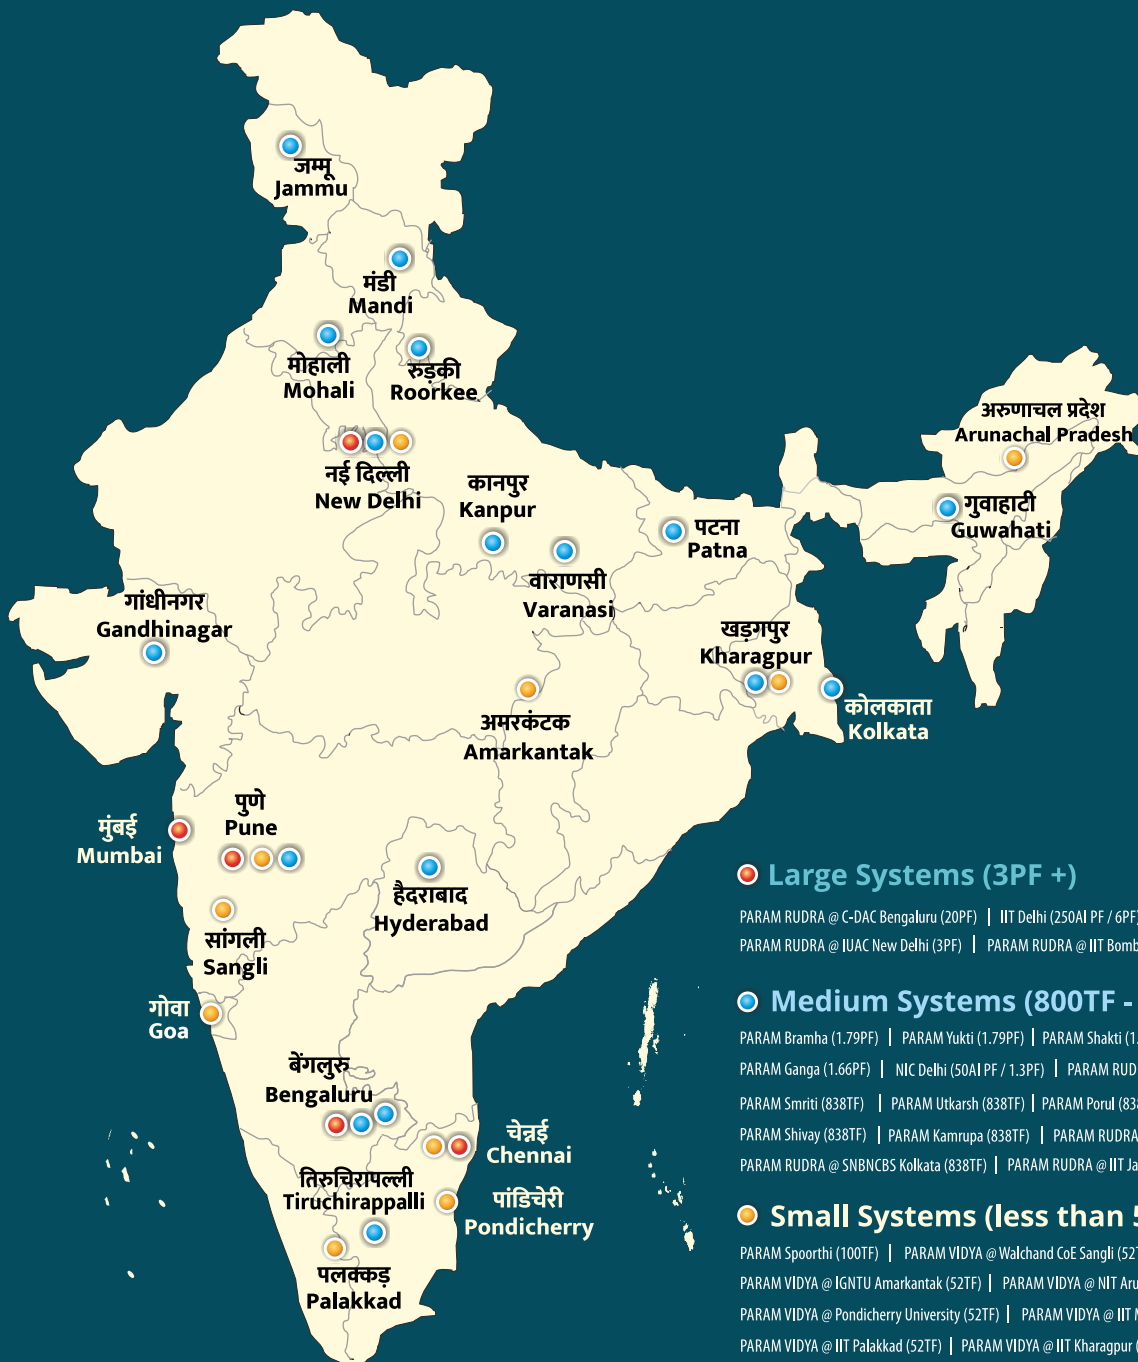 जम्मू
Jammu
मंडी
Mandi
मोहाली
Mohali
रुड़की
Roorkee
अरुणाचल प्रदेश
Arunachal Pradesh
नई दिल्ली
New Delhi
कानपुर
Kanpur
गुवाहाटी
Guwahati
पटना
Patna
वाराणसी
Varanasi
गांधीनगर
Gandhinagar
खड़गपुर
Kharagpur
कोलकाता
Kolkata
अमरकंटक
Amarkantak
पुणे
Pune
मुंबई
Mumbai
हैदराबाद
Hyderabad
सांगली
Sangli
गोवा
Goa
बेंगलुरु
Bengaluru
चेन्नई
Chennai
तिरुचिरापल्ली
Tiruchirappalli
पांडिचेरी
Pondicherry
पलक्कड़
Palakkad
Large Systems (3PF +)
PARAM RUDRA @ C-DAC Bengaluru (20PF) | IIT Delhi (250AI PF / 6PF)
PARAM RUDRA @ IUAC New Delhi (3PF) | PARAM RUDRA @ IIT Bomb
Medium Systems (800TF -
PARAM Bramha (1.79PF) | PARAM Yukti (1.79PF) | PARAM Shakti (1.
PARAM Ganga (1.66PF) | NIC Delhi (50AI PF / 1.3PF) | PARAM RUD
PARAM Smriti (838TF) | PARAM Utkarsh (838TF) | PARAM Porul (838
PARAM Shivay (838TF) | PARAM Kamrupa (838TF) | PARAM RUDRA
PARAM RUDRA @ SNBNCBS Kolkata (838TF) | PARAM RUDRA @ IIT Ja
Small Systems (less than 5
PARAM Spoorthi (100TF) | PARAM VIDYA @ Walchand CoE Sangli (52T
PARAM VIDYA @ IGNTU Amarkantak (52TF) | PARAM VIDYA @ NIT Aru
PARAM VIDYA @ Pondicherry University (52TF) | PARAM VIDYA @ IIT M
PARAM VIDYA @ IIT Palakkad (52TF) | PARAM VIDYA @ IIT Kharagpur (